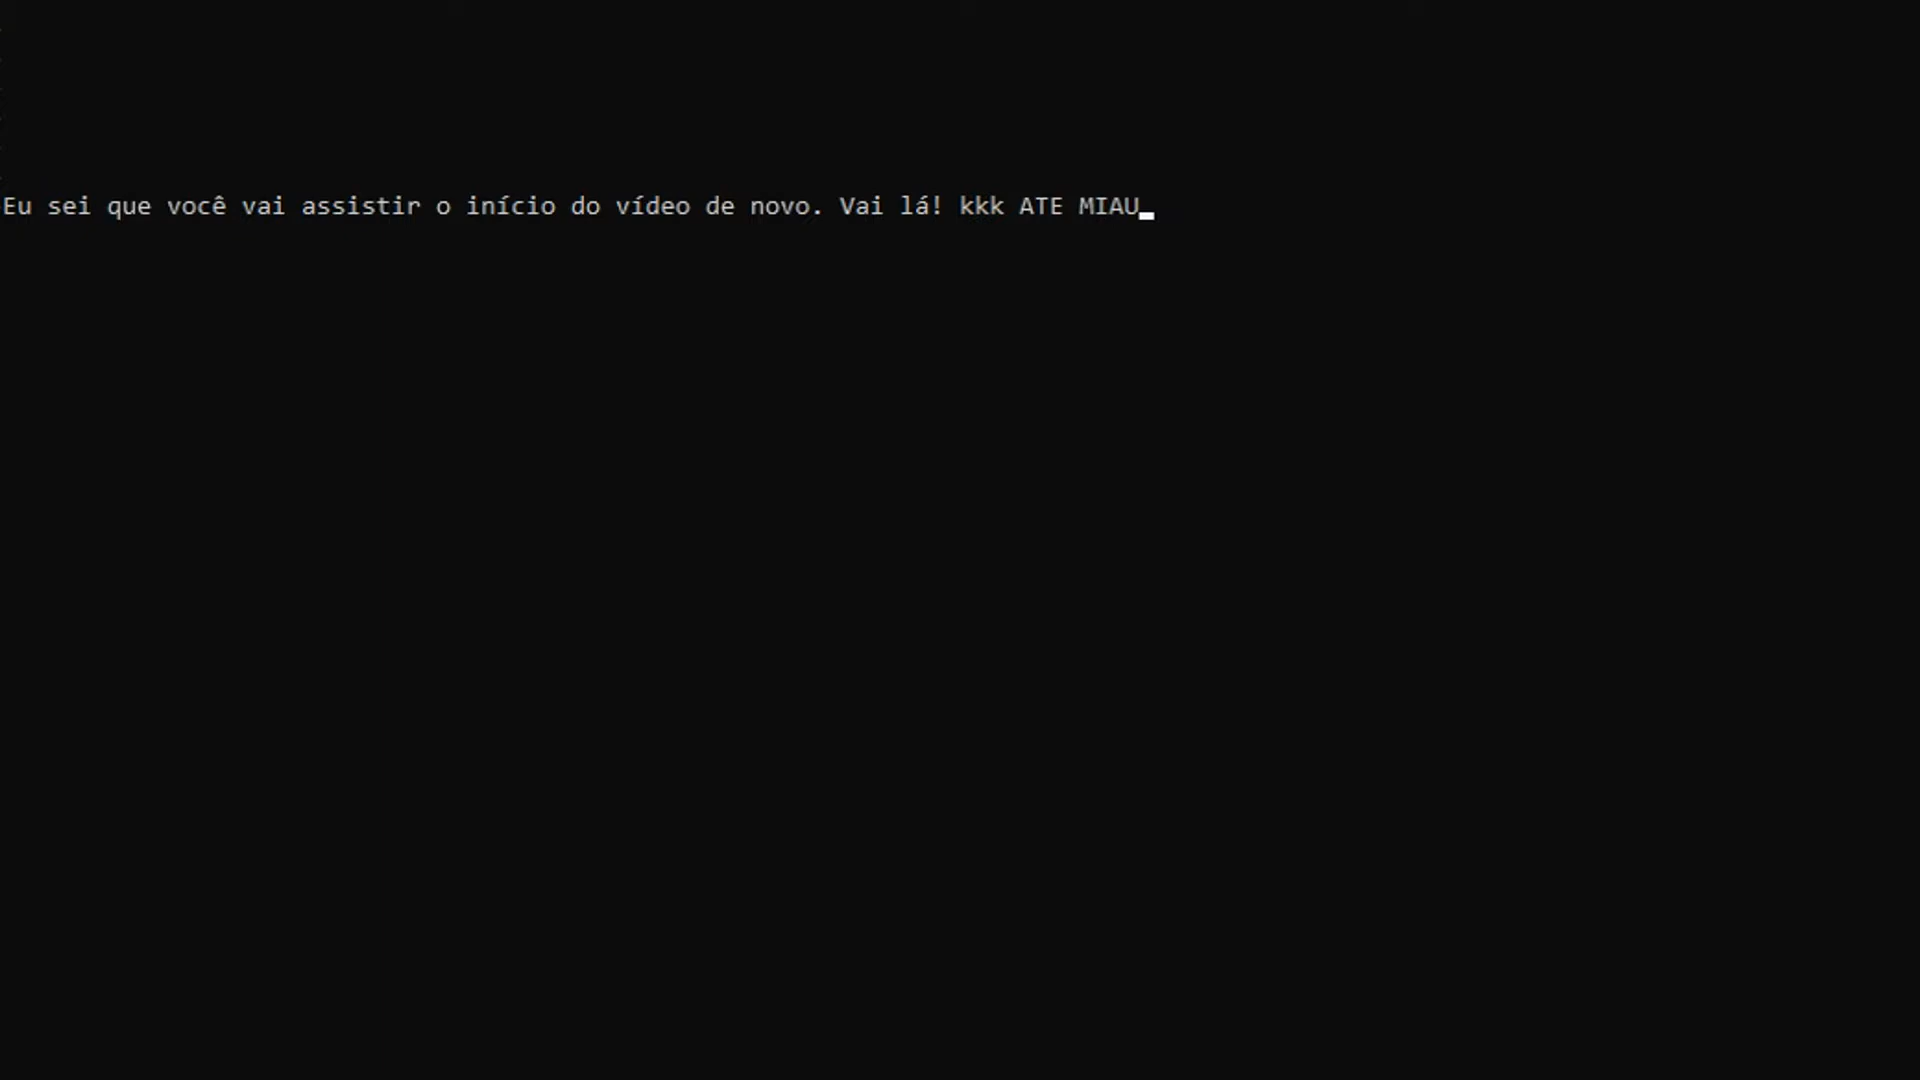 Eu sei que você vai assistir o início do vídeo de novo. Vai lá! kkk ATE MIAU